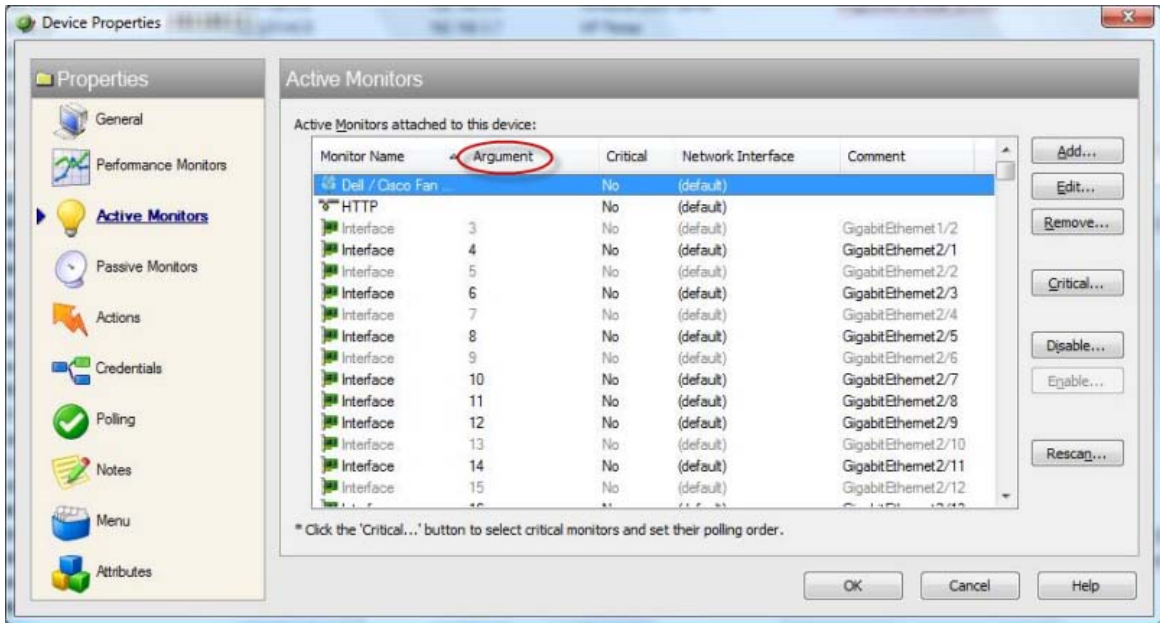 Device Properties
Properties
General
Performance Monitors
Active Monitors
Passive Monitors
Actions
Credentials
Polling
Notes
Menu
Attributes
Active Monitors
Active Monitors attached to this device:
Monitor Name Argument Critical Network Interface Comment
Dell / Cisco Fan ... No (default)
HTTP No (default)
Interface 3 No (default) GigabitEthernet1/2
Interface 4 No (default) GigabitEthernet2/1
Interface 5 No (default) GigabitEthernet2/2
Interface 6 No (default) GigabitEthernet2/3
Interface 7 No (default) GigabitEthernet2/4
Interface 8 No (default) GigabitEthernet2/5
Interface 9 No (default) GigabitEthernet2/6
Interface 10 No (default) GigabitEthernet2/7
Interface 11 No (default) GigabitEthernet2/8
Interface 12 No (default) GigabitEthernet2/9
Interface 13 No (default) GigabitEthernet2/10
Interface 14 No (default) GigabitEthernet2/11
Interface 15 No (default) GigabitEthernet2/12
* Click the 'Critical...' button to select critical monitors and set their polling order.
Add...
Edit...
Remove...
Critical...
Disable...
Enable...
Rescan...
OK
Cancel
Help